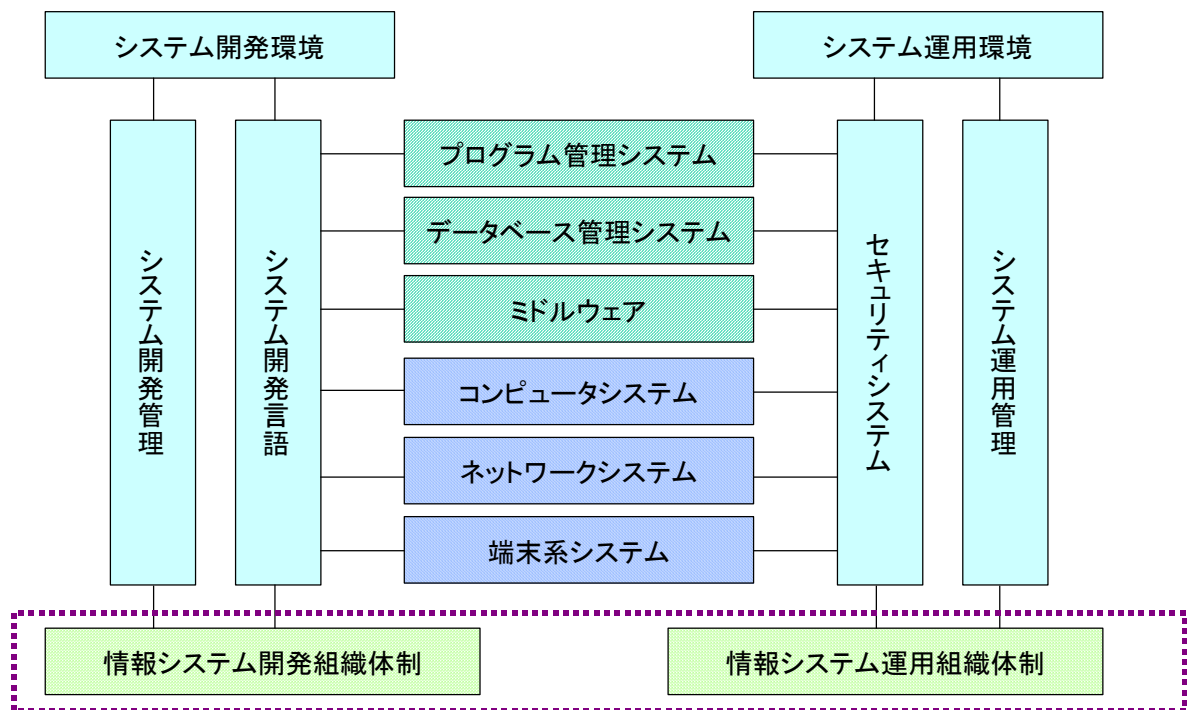 システム開発環境
システム運用環境
システム開発管理
システム開発言語
プログラム管理システム
データベース管理システム
ミドルウェア
コンピュータシステム
ネットワークシステム
端末系システム
セキュリティシステム
システム運用管理
情報システム開発組織体制
情報システム運用組織体制